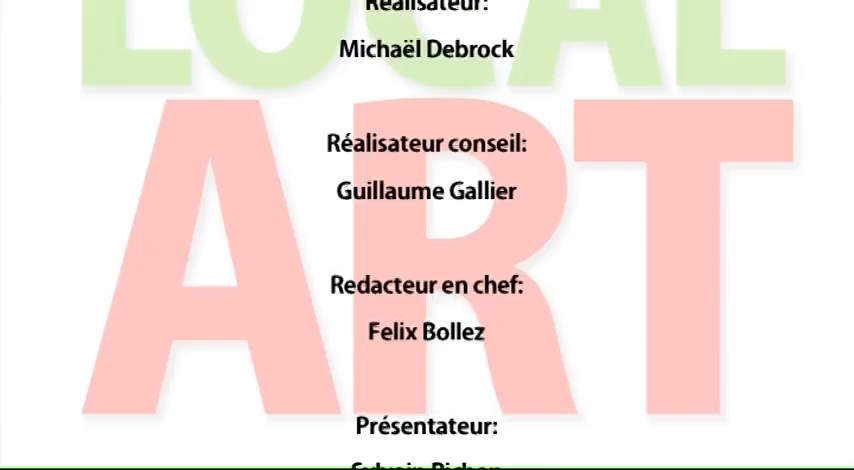 LOCAL
ART
Réalisateur:
Michaël Debrock
Réalisateur conseil:
Guillaume Gallier
Redacteur en chef:
Felix Bollez
Présentateur: